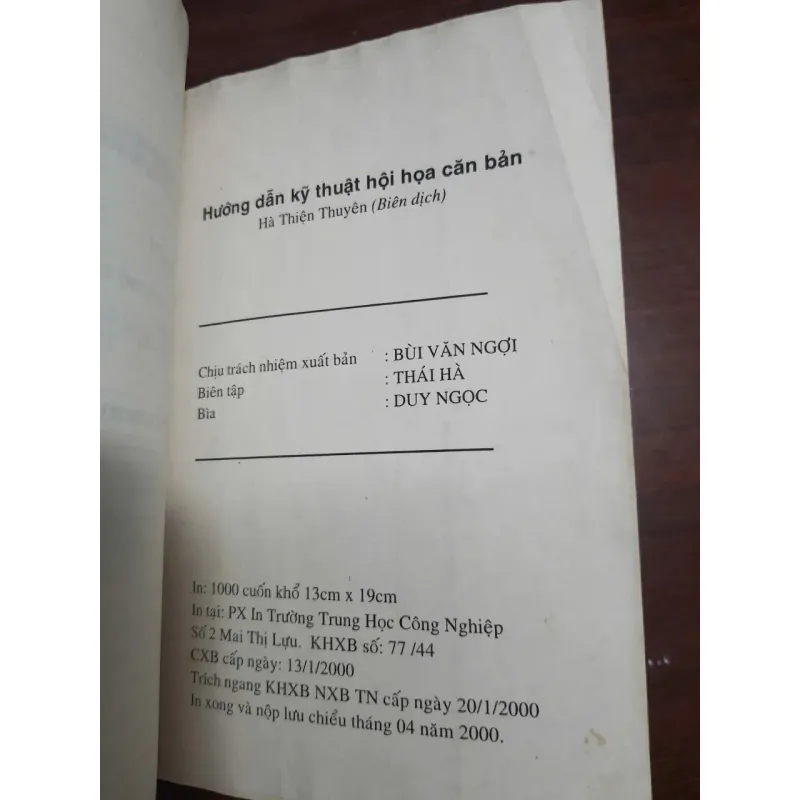 Hướng dẫn kỹ thuật hội họa căn bản
Hà Thiện Thuyên (Biên dịch)
Chịu trách nhiệm xuất bản : BÙI VĂN NGỢI
Biên tập : THÁI HÀ
Bìa : DUY NGỌC
In: 1000 cuốn khổ 13cm x 19cm
In tại: PX In Trường Trung Học Công Nghiệp
Số 2 Mai Thị Lựu. KHXB số: 77 /44
CXB cấp ngày: 13/1/2000
Trích ngang KHXB NXB TN cấp ngày 20/1/2000
In xong và nộp lưu chiểu tháng 04 năm 2000.